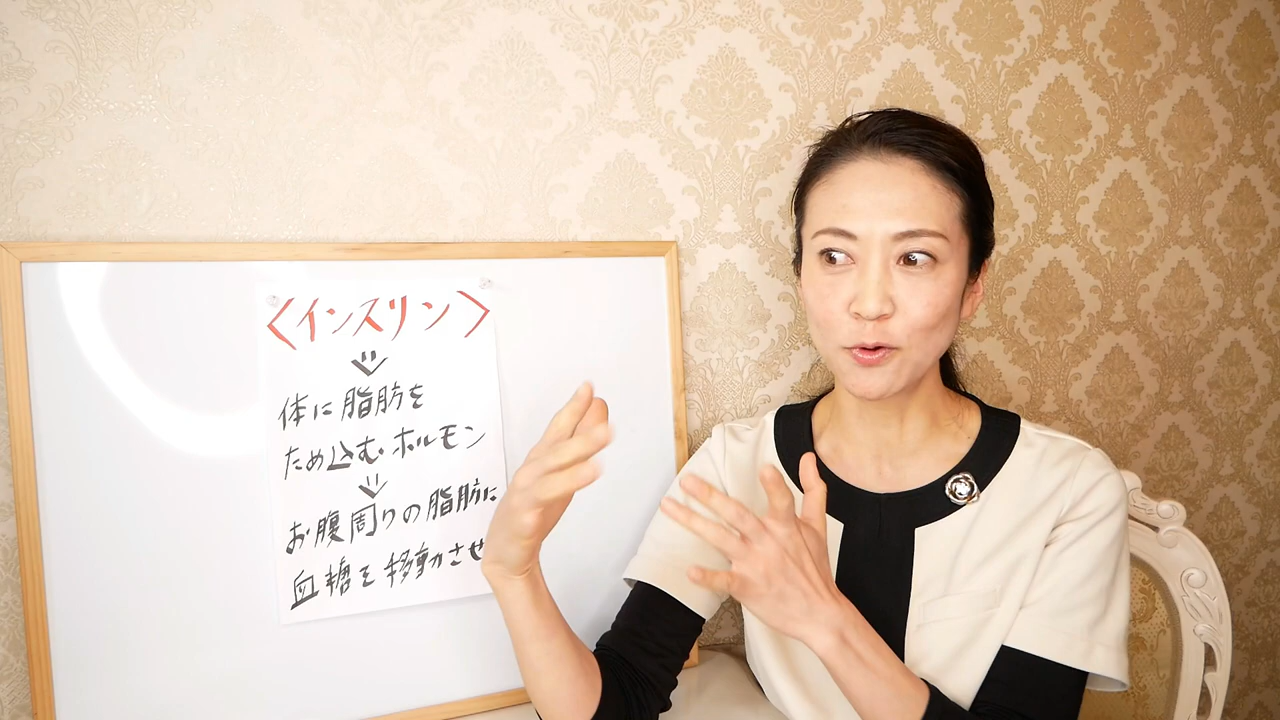 〈インスリン〉
体に脂肪を
ため込むホルモン
お腹周りの脂肪に
血糖を移動させ